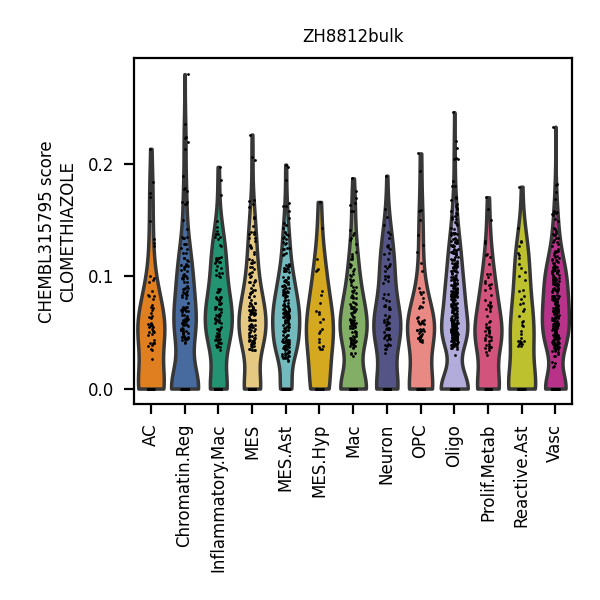 ZH8812bulk
CHEMBL315795 score
CLOMETHIAZOLE
0.2
0.1
0.0
AC
Chromatin.Reg
Inflammatory.Mac
MES
MES.Ast
MES.Hyp
Mac
Neuron
OPC
Oligo
Prolif.Metab
Reactive.Ast
Vasc